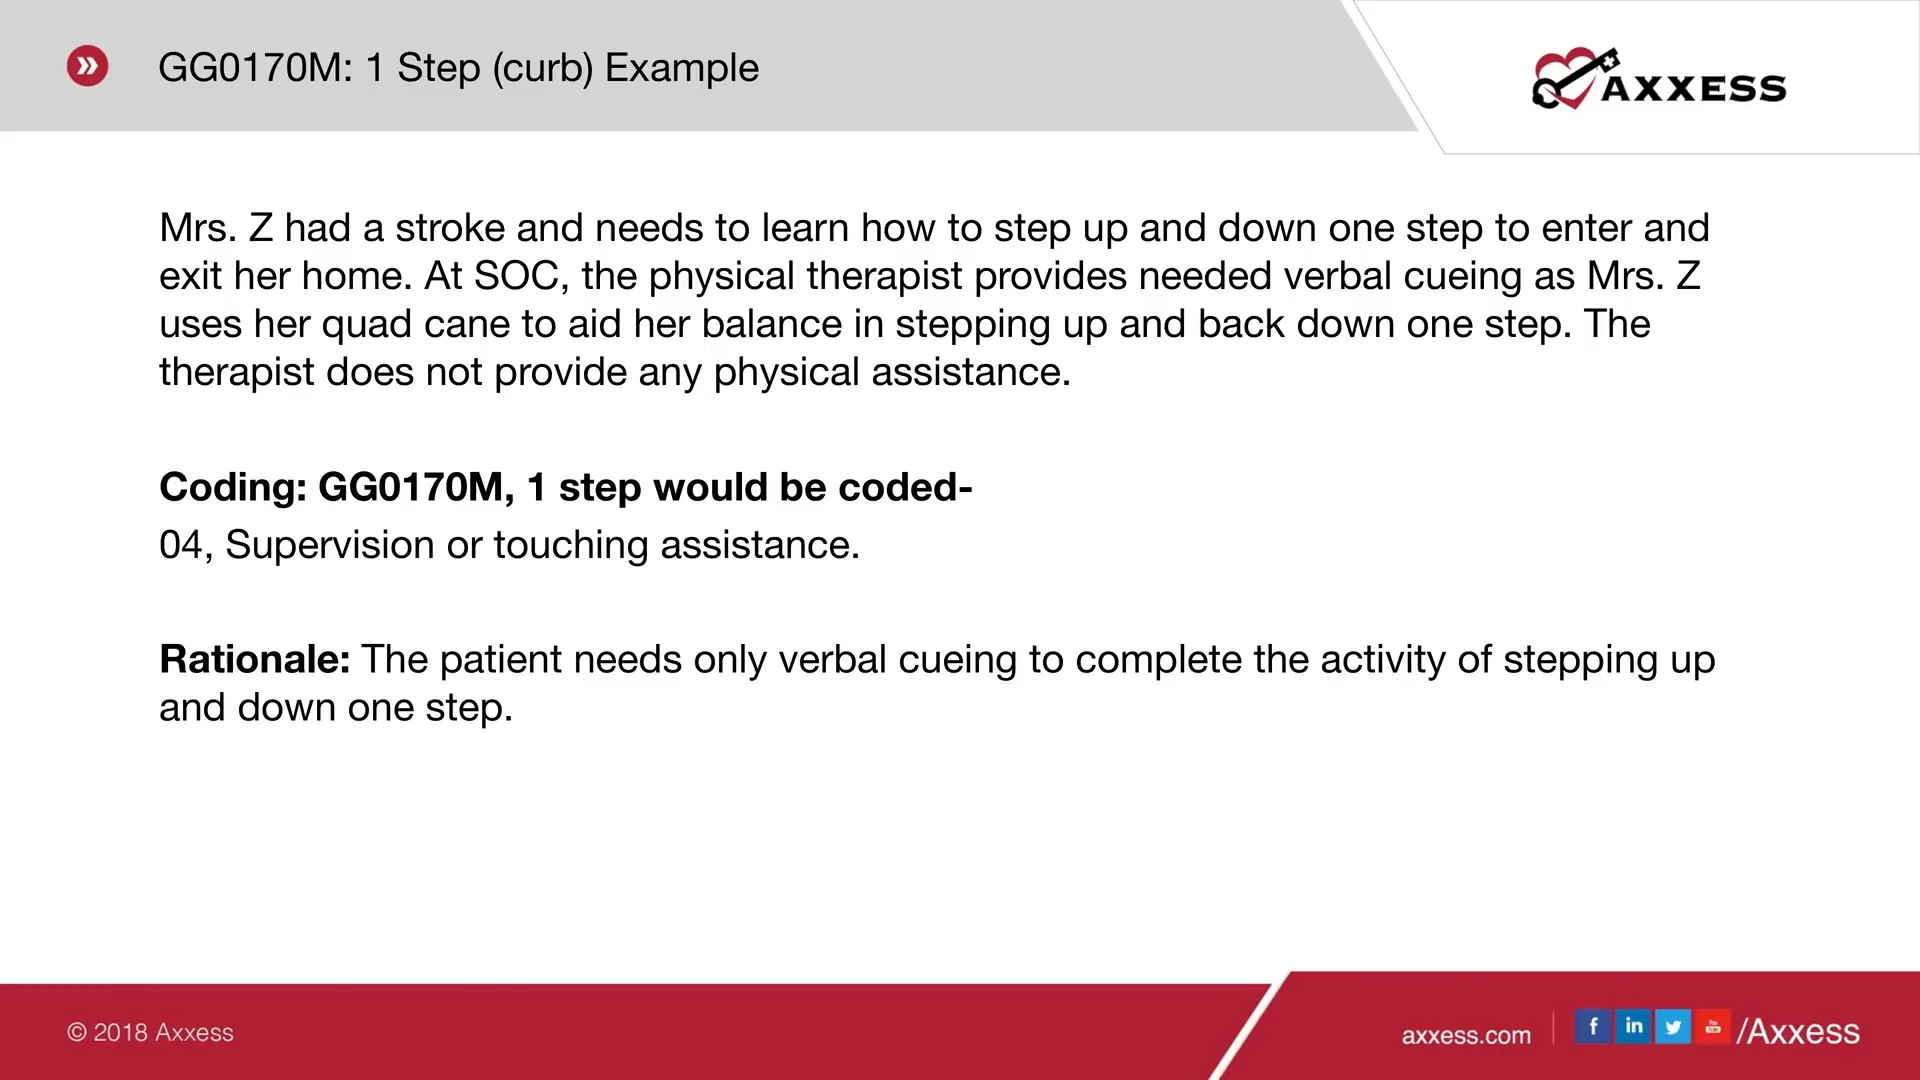 GG0170M: 1 Step (curb) Example
AXXESS
Mrs. Z had a stroke and needs to learn how to step up and down one step to enter and
exit her home. At SOC, the physical therapist provides needed verbal cueing as Mrs. Z
uses her quad cane to aid her balance in stepping up and back down one step. The
therapist does not provide any physical assistance.
Coding: GG0170M, 1 step would be coded-
04, Supervision or touching assistance.
Rationale: The patient needs only verbal cueing to complete the activity of stepping up
and down one step.
© 2018 Axxess
axxess.com
f in You /Axxess